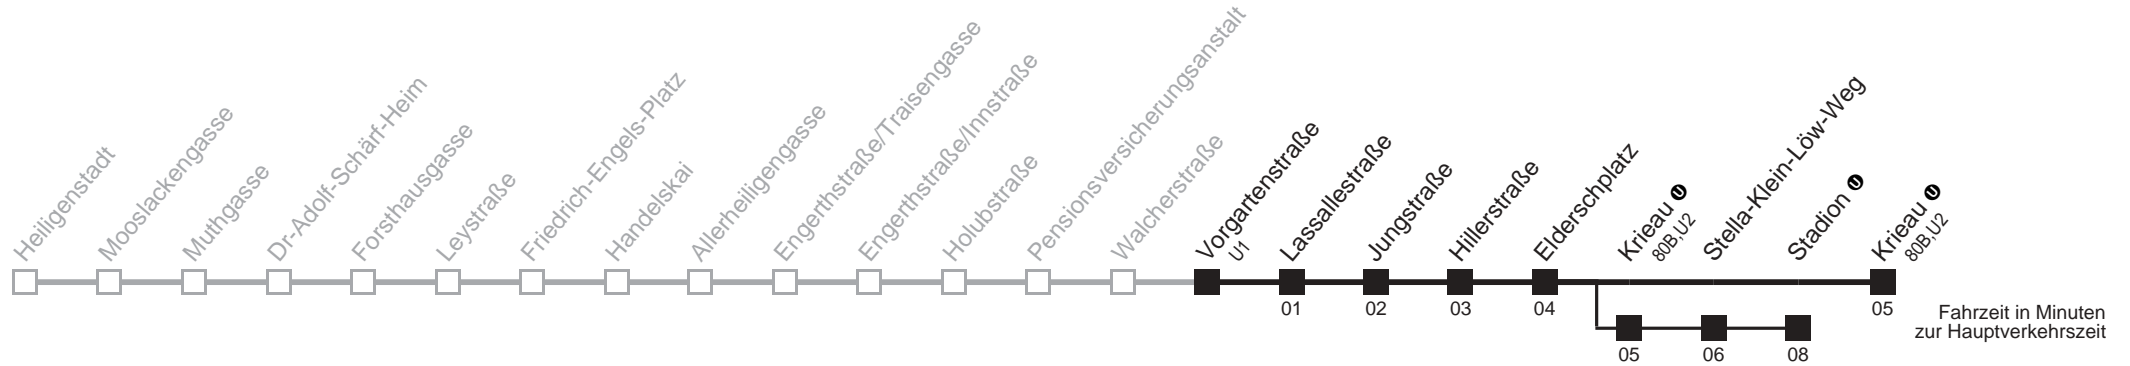 Heiligenstadt
Mooslackengasse
Muthgasse
Dr-Adolf-Schärf-Heim
Forsthausgasse
Leystraße
Friedrich-Engels-Platz
Handelskai
Allerheiligengasse
Engerthstraße/Traisengasse
Engerthstraße/Innstraße
Holubstraße
Pensionsversicherungsanstalt
Walcherstraße
Vorgartenstraße
U1
Lassallestraße
Jungstraße
Hillerstraße
Elderschplatz
Krieau U
80B,U2
Stella-Klein-Löw-Weg
Stadion U
Krieau U
80B,U2
01 02 03 04 05
05 06 08
Fahrzeit in Minuten
zur Hauptverkehrszeit